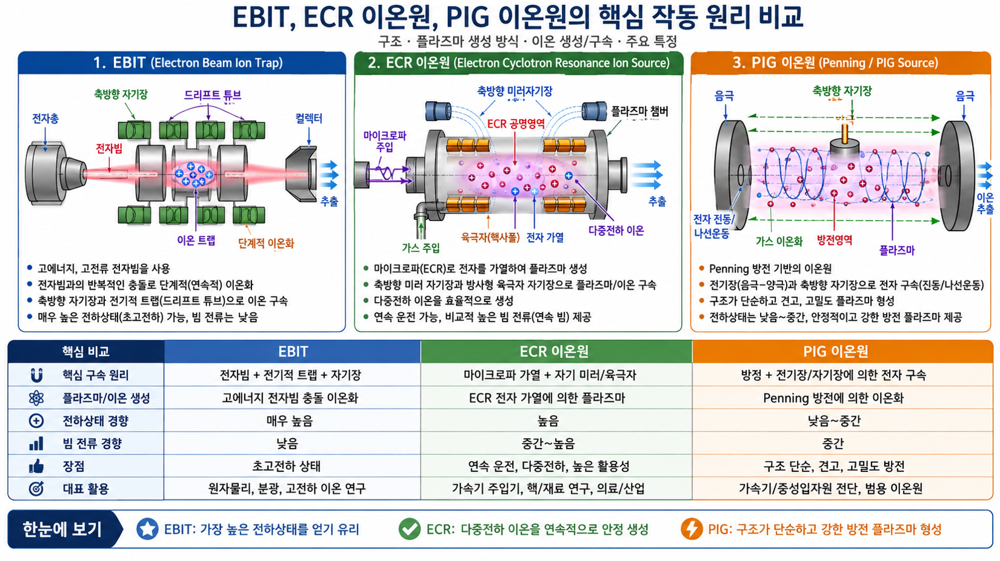 EBIT, ECR 이온원, PIG 이온원의 핵심 작동 원리 비교
구조 · 플라즈마 생성 방식 · 이온 생성/구속 · 주요 특정
1. EBIT (Electron Beam Ion Trap)
축방향 자기장
드리프트 튜브
전자총
컬렉터
전자빔
추출
이온 트랩
단계적 이온화
• 고에너지, 고전류 전자빔을 사용
• 전자빔과의 반복적인 충돌로 단계적(연속적) 이온화
• 축방향 자기장과 전기적 트랩(드리프트 튜브)으로 이온 구속
• 매우 높은 전하상태(초고전하) 가능, 빔 전류는 낮음
2. ECR 이온원 (Electron Cyclotron Resonance Ion Source)
축방향 미러자기장
플라즈마 챔버
ECR 공명영역
마이크로파
주입
추출
육극자(핵사폴)
전자 가열
다중전하 이온
가스 주입
• 마이크로파(ECR)로 전자를 가열하여 플라즈마 생성
• 축방향 미러 자기장과 방사형 육극자 자기장으로 플라즈마/이온 구속
• 다중전하 이온을 효율적으로 생성
• 연속 운전 가능, 비교적 높은 빔 전류(연속 빔) 제공
3. PIG 이온원 (Penning / PIG Source)
음극
축방향 자기장
음극
이온
추출
전자 진동/
나선운동
가스 이온화
방전영역
플라즈마
• Penning 방전 기반의 이온원
• 전기장(음극–양극)과 축방향 자기장으로 전자 구속(진동/나선운동)
• 구조가 단순하고 견고, 고밀도 플라즈마 형성
• 전하상태는 낮음~중간, 안정적이고 강한 방전 플라즈마 제공
핵심 비교 EBIT ECR 이온원 PIG 이온원
핵심 구속 원리 전자빔 + 전기적 트랩 + 자기장 마이크로파 가열 + 자기 미러/육극자 방정 + 전기장/자기장에 의한 전자 구속
플라즈마/이온 생성 고에너지 전자빔 충돌 이온화 ECR 전자 가열에 의한 플라즈마 Penning 방전에 의한 이온화
전하상태 경향 매우 높음 높음 낮음~중간
빔 전류 경향 낮음 중간~높음 중간
장점 초고전하 상태 연속 운전, 다중전하, 높은 활용성 구조 단순, 견고, 고밀도 방전
대표 활용 원자물리, 분광, 고전하 이온 연구 가속기 주입기, 핵/재료 연구, 의료/산업 가속기/중성입자원 전단, 범용 이온원
한눈에 보기 EBIT: 가장 높은 전하상태를 얻기 유리 ECR: 다중전하 이온을 연속적으로 안정 생성 PIG: 구조가 단순하고 강한 방전 플라즈마 형성